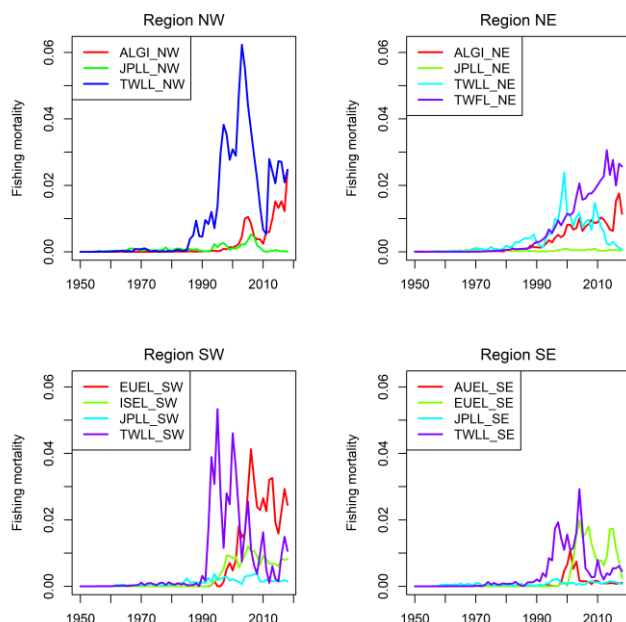 Region NW
Fishing mortality
0.06
0.04
0.02
0.00
ALGI_NW
JPLL_NW
TWLL_NW
1950 1970 1990 2010
Region NE
Fishing mortality
0.06
0.04
0.02
0.00
ALGI_NE
JPLL_NE
TWLL_NE
TWFL_NE
1950 1970 1990 2010
Region SW
Fishing mortality
0.06
0.04
0.02
0.00
EUEL_SW
ISEL_SW
JPLL_SW
TWLL_SW
1950 1970 1990 2010
Region SE
Fishing mortality
0.06
0.04
0.02
0.00
AUEL_SE
EUEL_SE
JPLL_SE
TWLL_SE
1950 1970 1990 2010